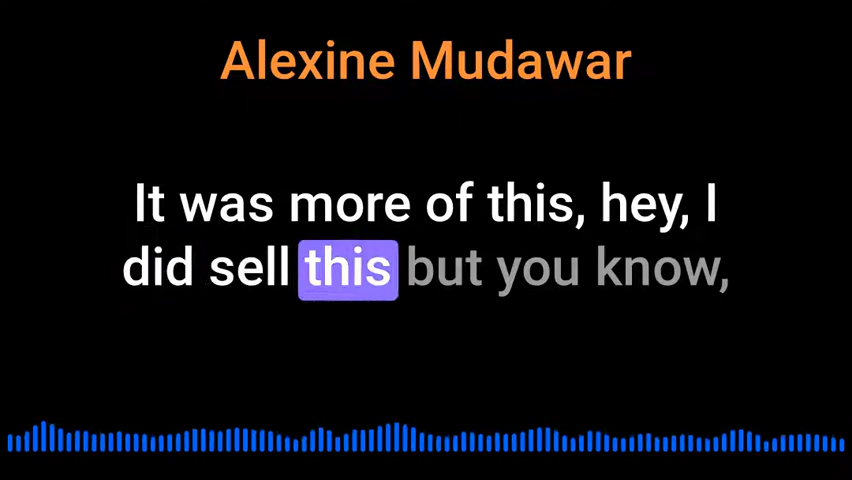 Alexine Mudawar
It was more of this, hey, I
did sell this but you know,